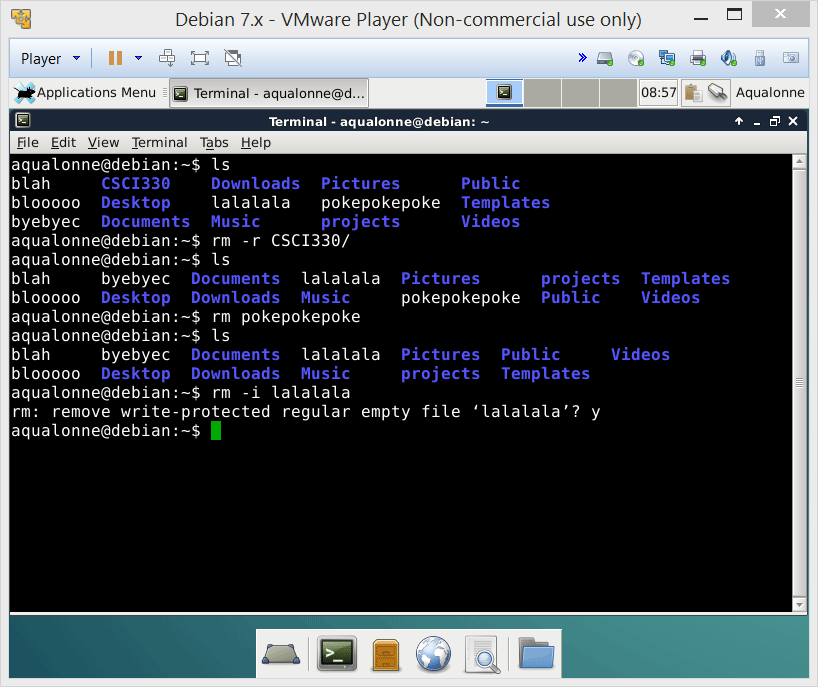 Debian 7.x - VMware Player (Non-commercial use only)
Player
Applications Menu Terminal - aqualonne@d... 08:57 Aqualonne
Terminal - aqualonne@debian: ~
File Edit View Terminal Tabs Help
aqualonne@debian:~$ ls
blah CSCI330 Downloads Pictures Public
blooooo Desktop lalalala pokepokepoke Templates
byebyec Documents Music projects Videos
aqualonne@debian:~$ rm -r CSCI330/
aqualonne@debian:~$ ls
blah byebyec Documents lalalala Pictures projects Templates
blooooo Desktop Downloads Music pokepokepoke Public Videos
aqualonne@debian:~$ rm pokepokepoke
aqualonne@debian:~$ ls
blah byebyec Documents lalalala Pictures Public Videos
blooooo Desktop Downloads Music projects Templates
aqualonne@debian:~$ rm -i lalalala
rm: remove write-protected regular empty file ‘lalalala’? y
aqualonne@debian:~$